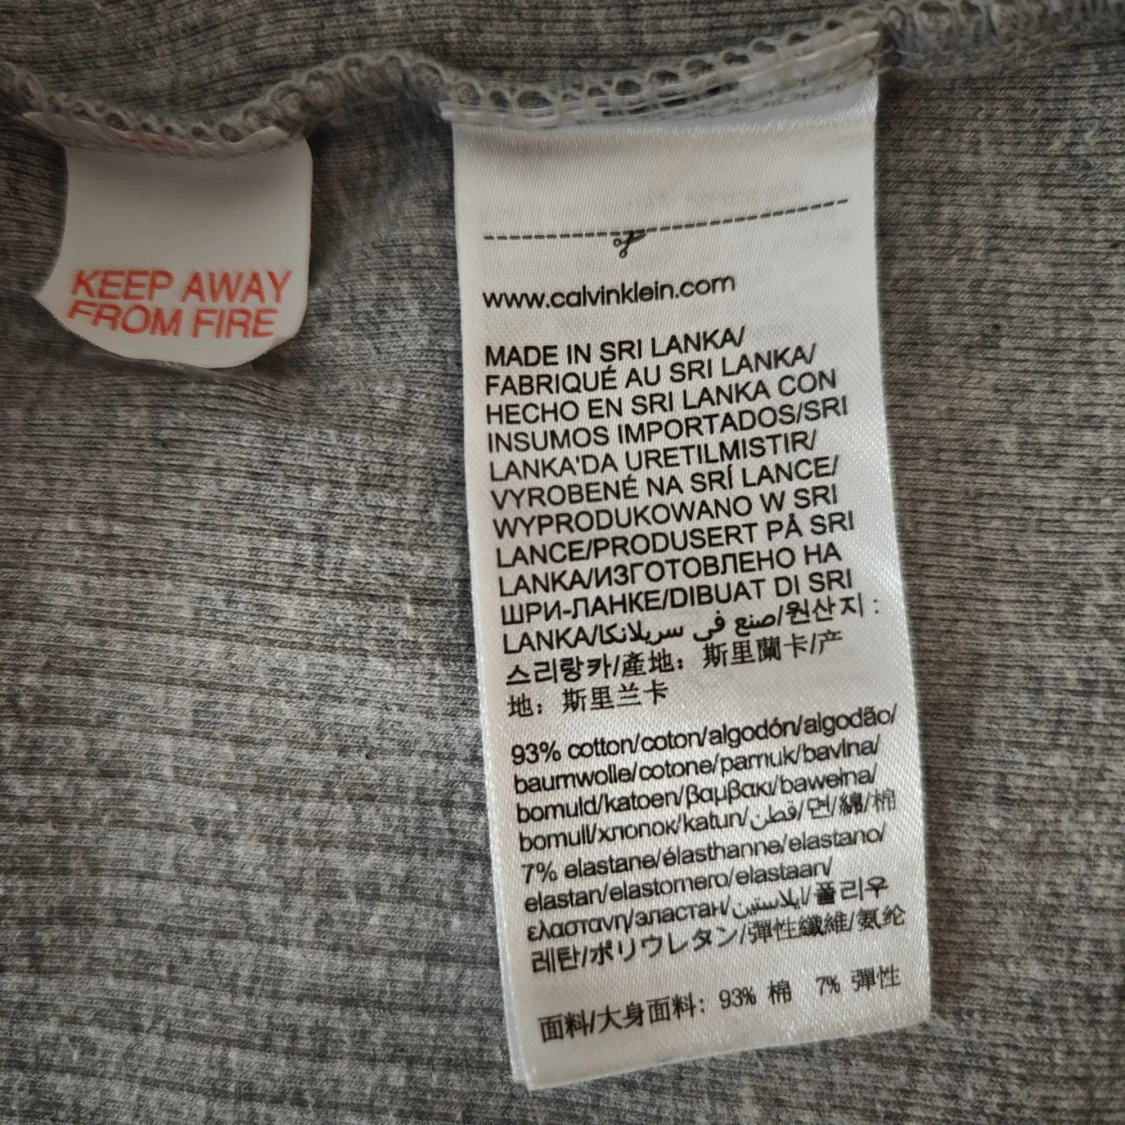 KEEP AWAY
FROM FIRE
www.calvinklein.com
MADE IN SRI LANKA/
FABRIQUÉ AU SRI LANKA/
HECHO EN SRI LANKA CON
INSUMOS IMPORTADOS/SRI
LANKA'DA URETILMISTIR/
VYROBENÉ NA SRÍ LANCE/
WYPRODUKOWANO W SRI
LANCE/PRODUSERT PÅ SRI
LANKA/ИЗГОТОВЛЕНО НА
ШРИ-ЛАНКЕ/DIBUAT DI SRI
LANKA/صنع في سريلانكا/원산지 :
스리랑카/產地：斯里蘭卡/产
地：斯里兰卡
93% cotton/coton/algodón/algodão/
baumwolle/cotone/pamuk/bavlna/
bomuld/katoen/βαμβακι/bawełna/
bomull/хлопок/katun/قطن/면/綿/棉
7% elastane/élasthanne/elastano/
elastan/elastomero/elastaan/
ελαστανη/эластан/إيلاستين/폴리우
레탄/ポリウレタン/彈性纖維/氨纶
面料/大身面料：93% 棉 7% 彈性